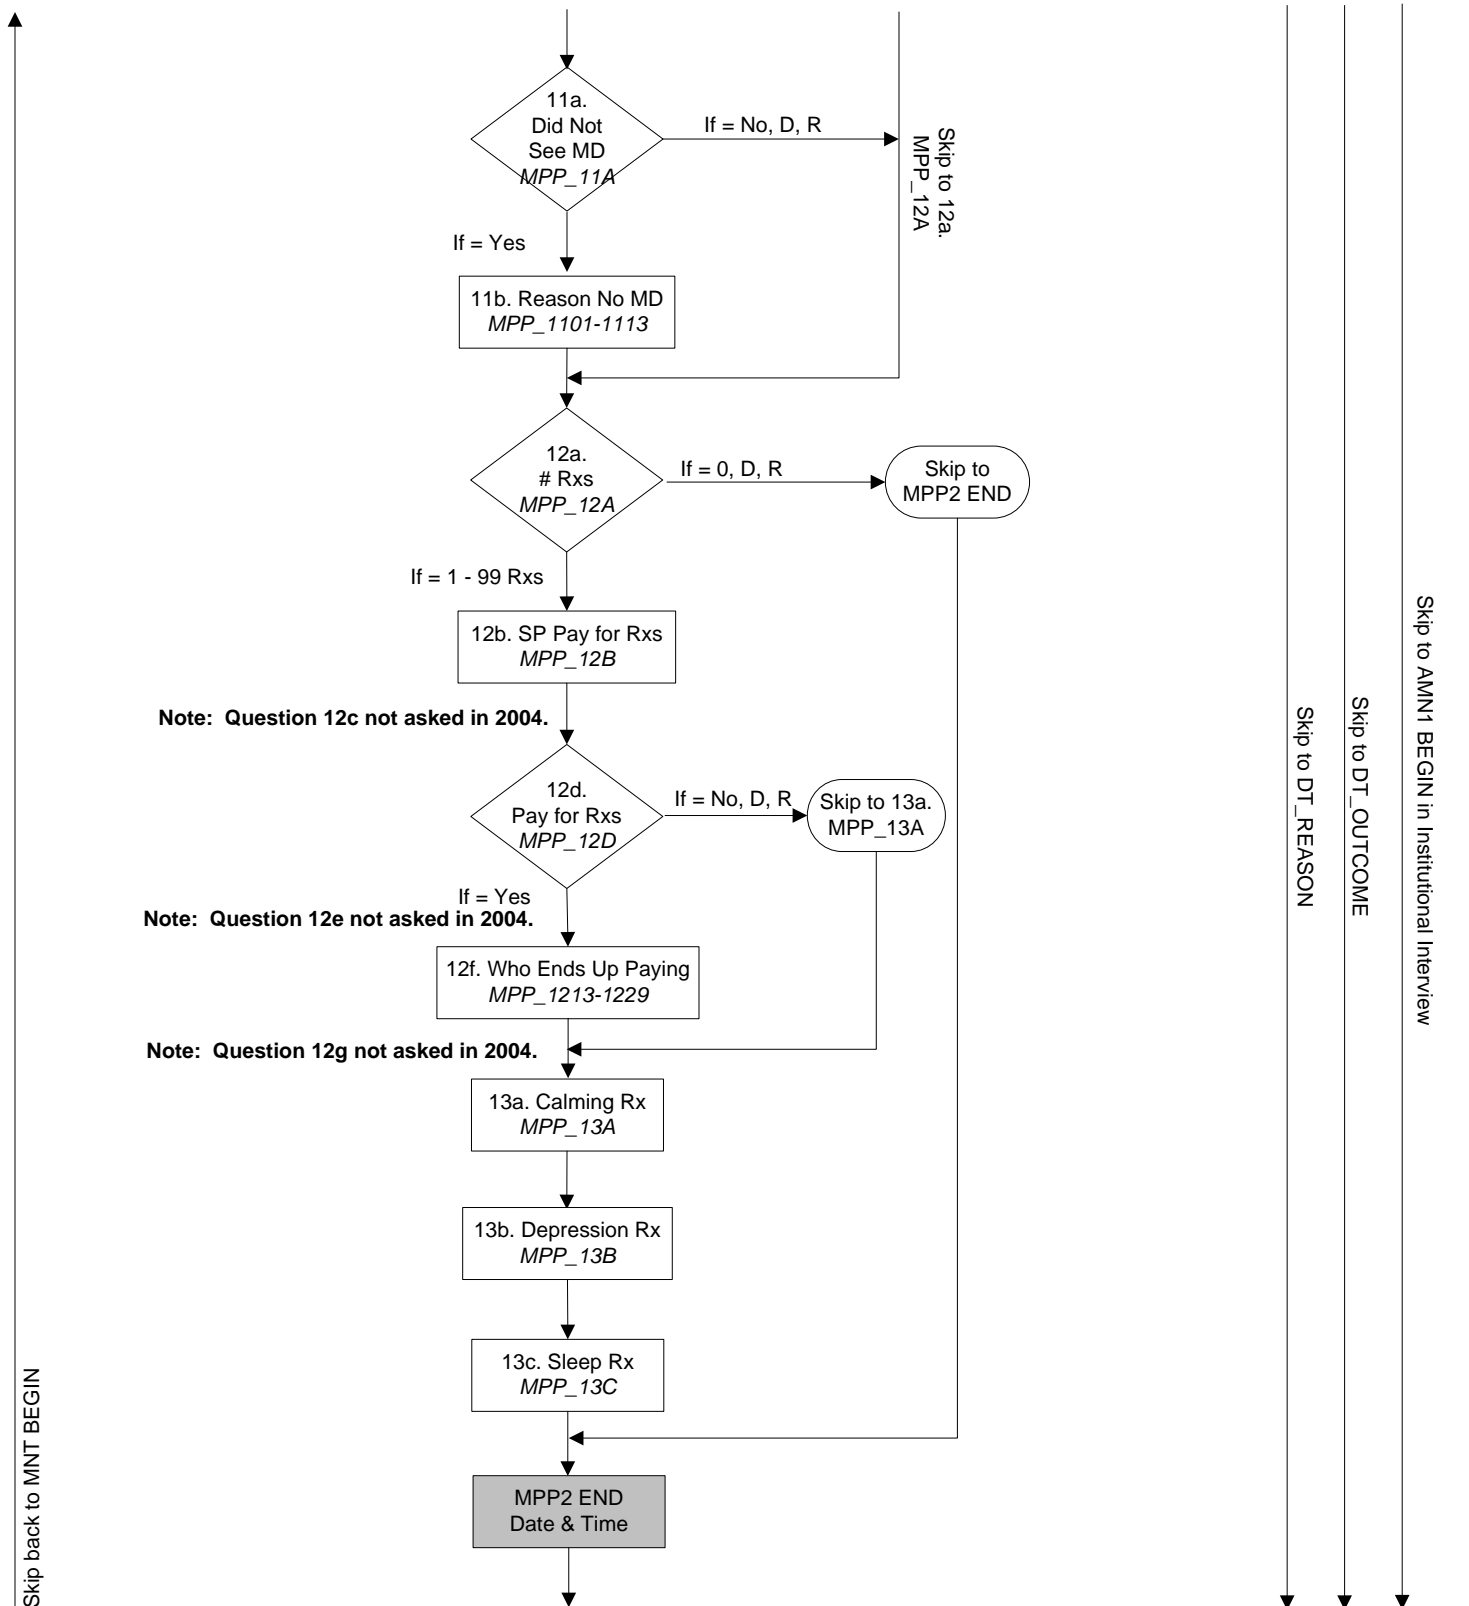 11a.
Did Not
See MD
MPP_11A
If = No, D, R
Skip to 12a.
MPP_12A
If = Yes
11b. Reason No MD
MPP_1101-1113
12a.
# Rxs
MPP_12A
If = 0, D, R
Skip to
MPP2 END
If = 1 - 99 Rxs
12b. SP Pay for Rxs
MPP_12B
Note:  Question 12c not asked in 2004.
12d.
Pay for Rxs
MPP_12D
If = No, D, R
Skip to 13a.
MPP_13A
If = Yes
Note:  Question 12e not asked in 2004.
12f. Who Ends Up Paying
MPP_1213-1229
Note:  Question 12g not asked in 2004.
13a. Calming Rx
MPP_13A
13b. Depression Rx
MPP_13B
13c. Sleep Rx
MPP_13C
MPP2 END
Date & Time
Skip back to MNT BEGIN
Skip to DT_REASON
Skip to DT_OUTCOME
Skip to AMN1 BEGIN in Institutional Interview